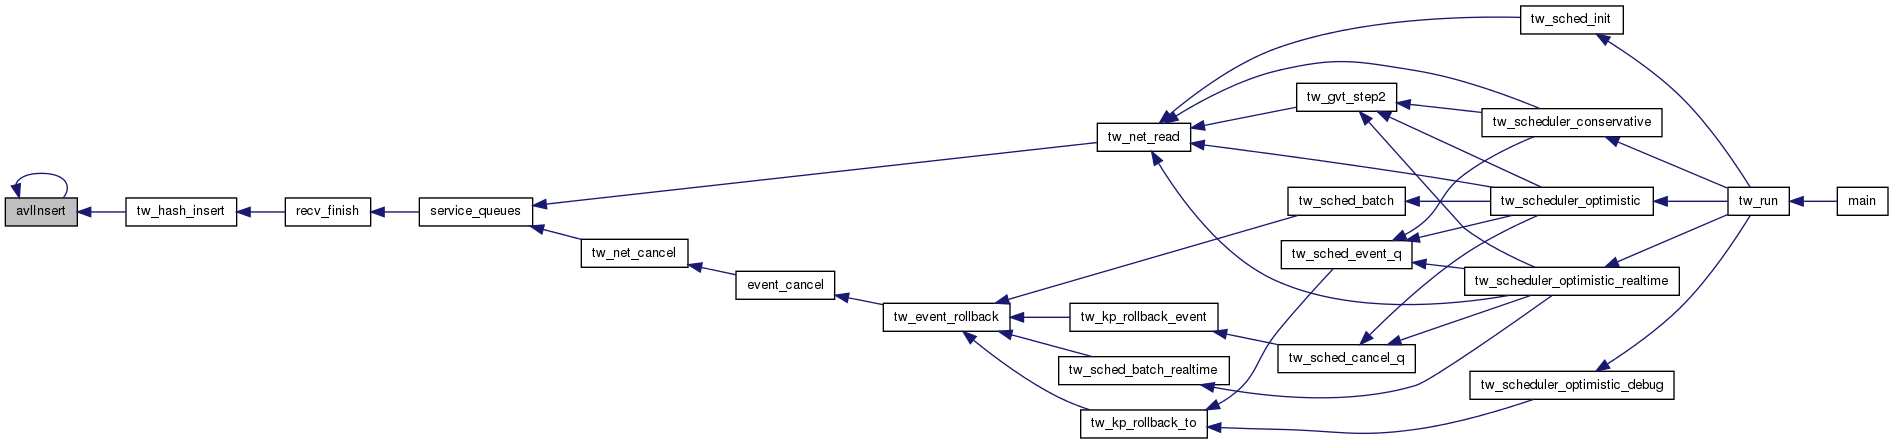 tw_sched_init
tw_gvt_step2
tw_scheduler_conservative
tw_net_read
avlInsert
tw_hash_insert
recv_finish
service_queues
tw_sched_batch
tw_scheduler_optimistic
tw_run
main
tw_net_cancel
tw_sched_event_q
event_cancel
tw_scheduler_optimistic_realtime
tw_event_rollback
tw_kp_rollback_event
tw_sched_cancel_q
tw_sched_batch_realtime
tw_scheduler_optimistic_debug
tw_kp_rollback_to